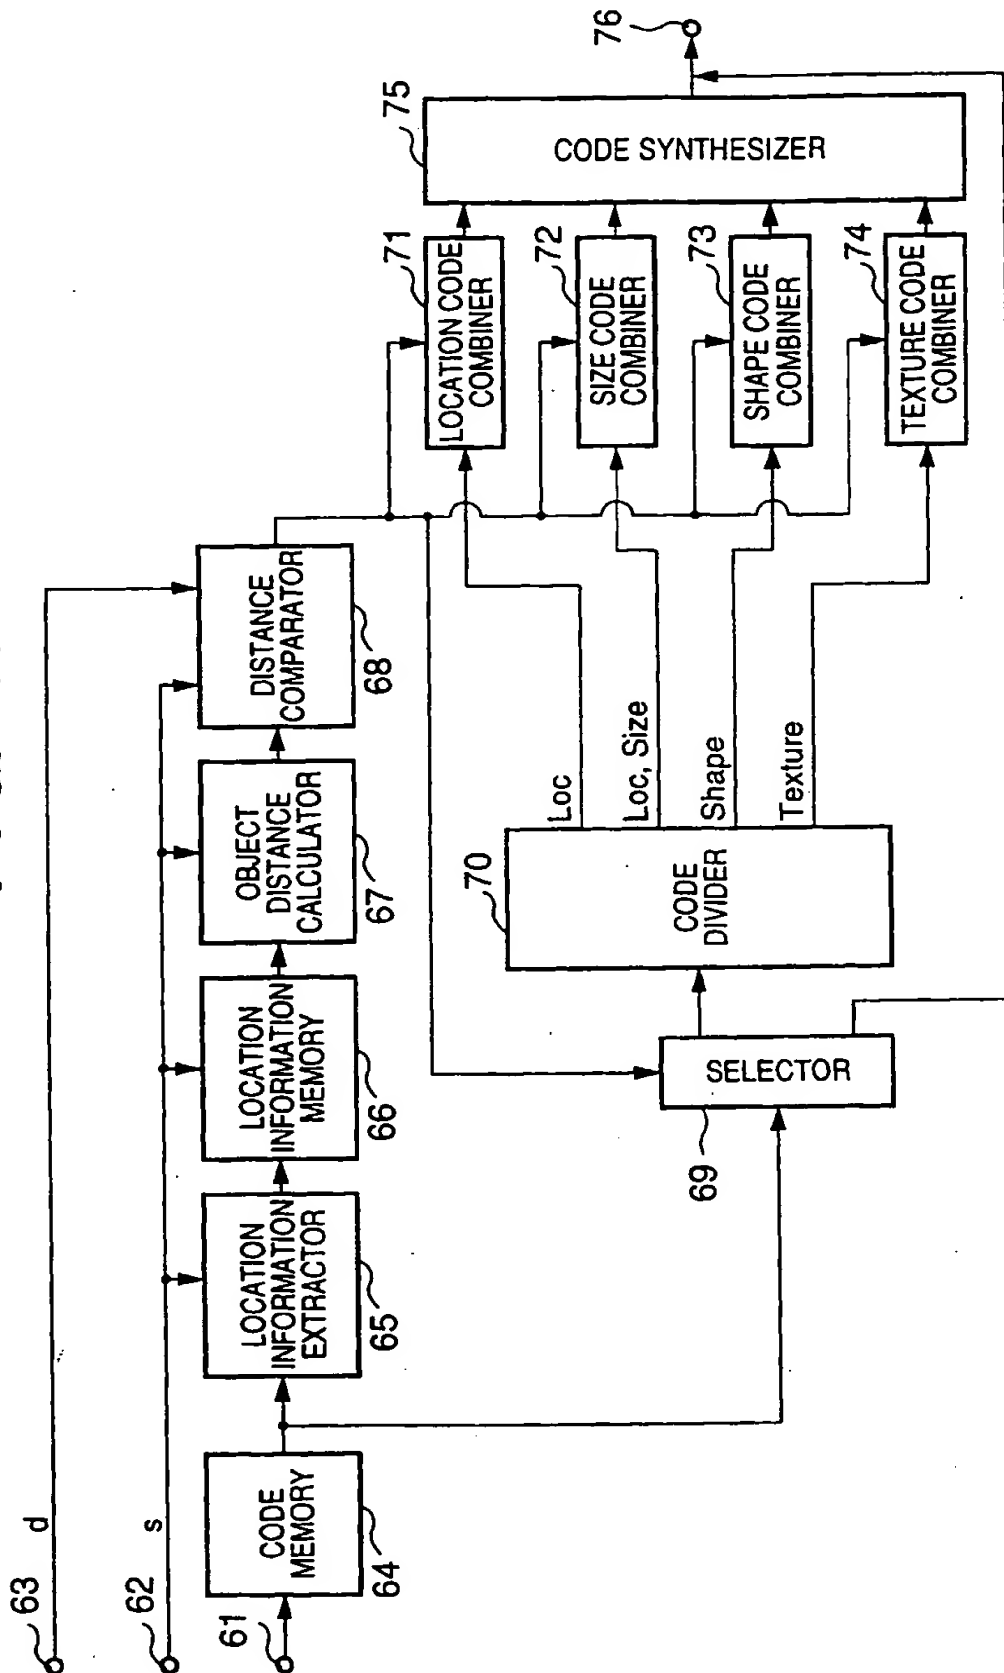 63
d
62
s
61
CODE
MEMORY
64
LOCATION
INFORMATION
EXTRACTOR
65
LOCATION
INFORMATION
MEMORY
66
OBJECT
DISTANCE
CALCULATOR
67
DISTANCE
COMPARATOR
68
SELECTOR
69
CODE
DIVIDER
70
Loc
Loc, Size
Shape
Texture
LOCATION CODE
COMBINER
71
SIZE CODE
COMBINER
72
SHAPE CODE
COMBINER
73
TEXTURE CODE
COMBINER
74
CODE SYNTHESIZER
75
76